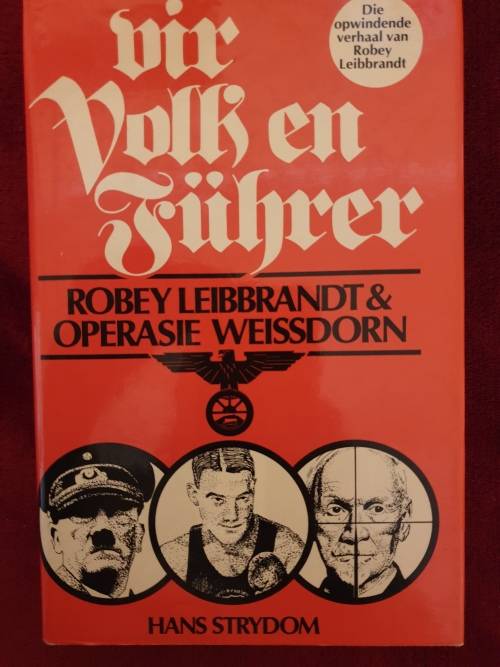 vir
Die
opwindende
verhaal van
Robey
Leibbrandt
Volk en
Führer
ROBEY LEIBBRANDT &
OPERASIE WEISSDORN
HANS STRYDOM